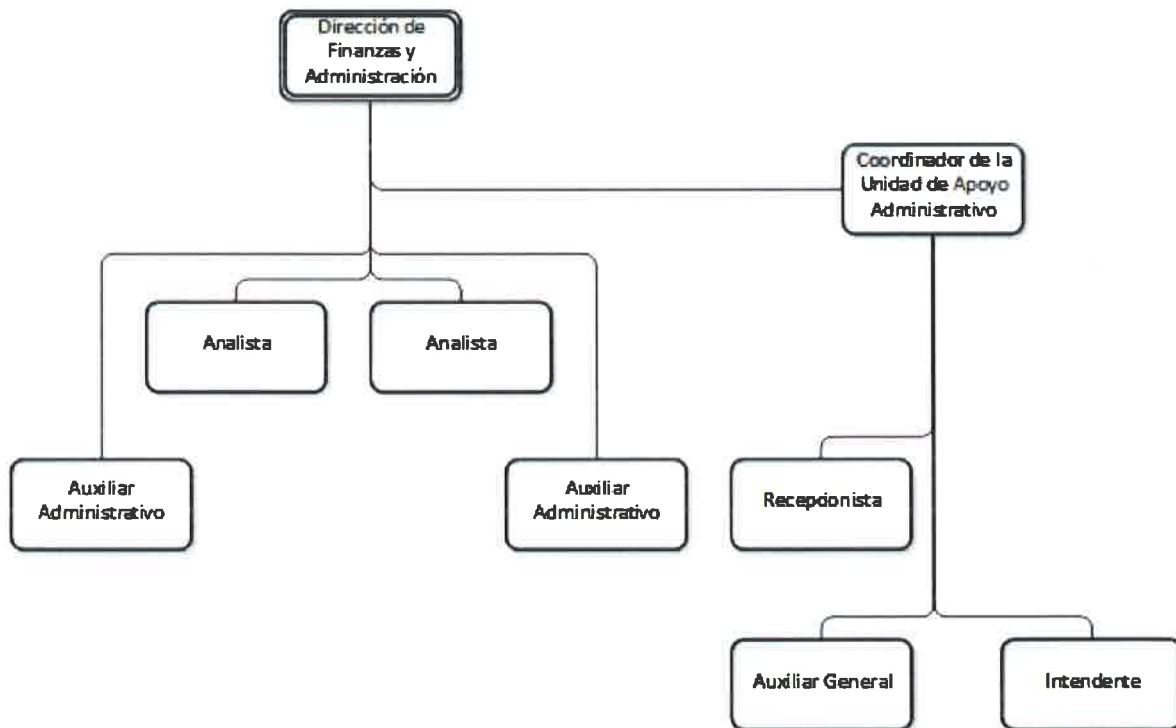 Dirección de
Finanzas y
Administración
Coordinador de la
Unidad de Apoyo
Administrativo
Analista
Analista
Auxiliar
Administrativo
Auxiliar
Administrativo
Recepcionista
Auxiliar General
Intendente